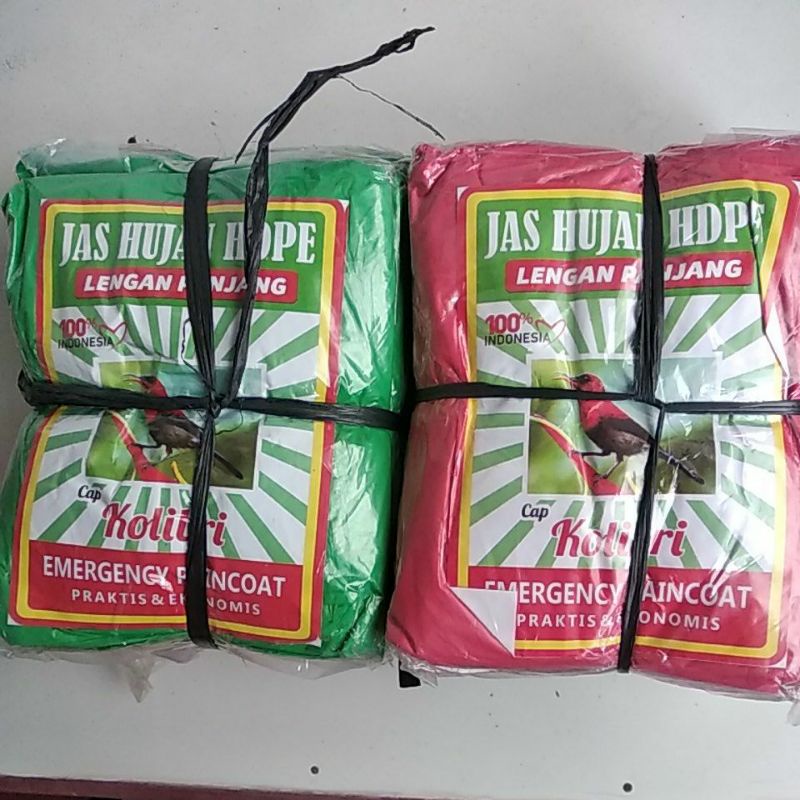 JAS HUJAN HDPE
LENGAN PANJANG
100%
INDONESIA
Cap
Kolibri
EMERGENCY RAINCOAT
PRAKTIS & EKONOMIS
JAS HUJAN HDPE
LENGAN PANJANG
100%
INDONESIA
Cap
Kolibri
EMERGENCY RAINCOAT
PRAKTIS & EKONOMIS